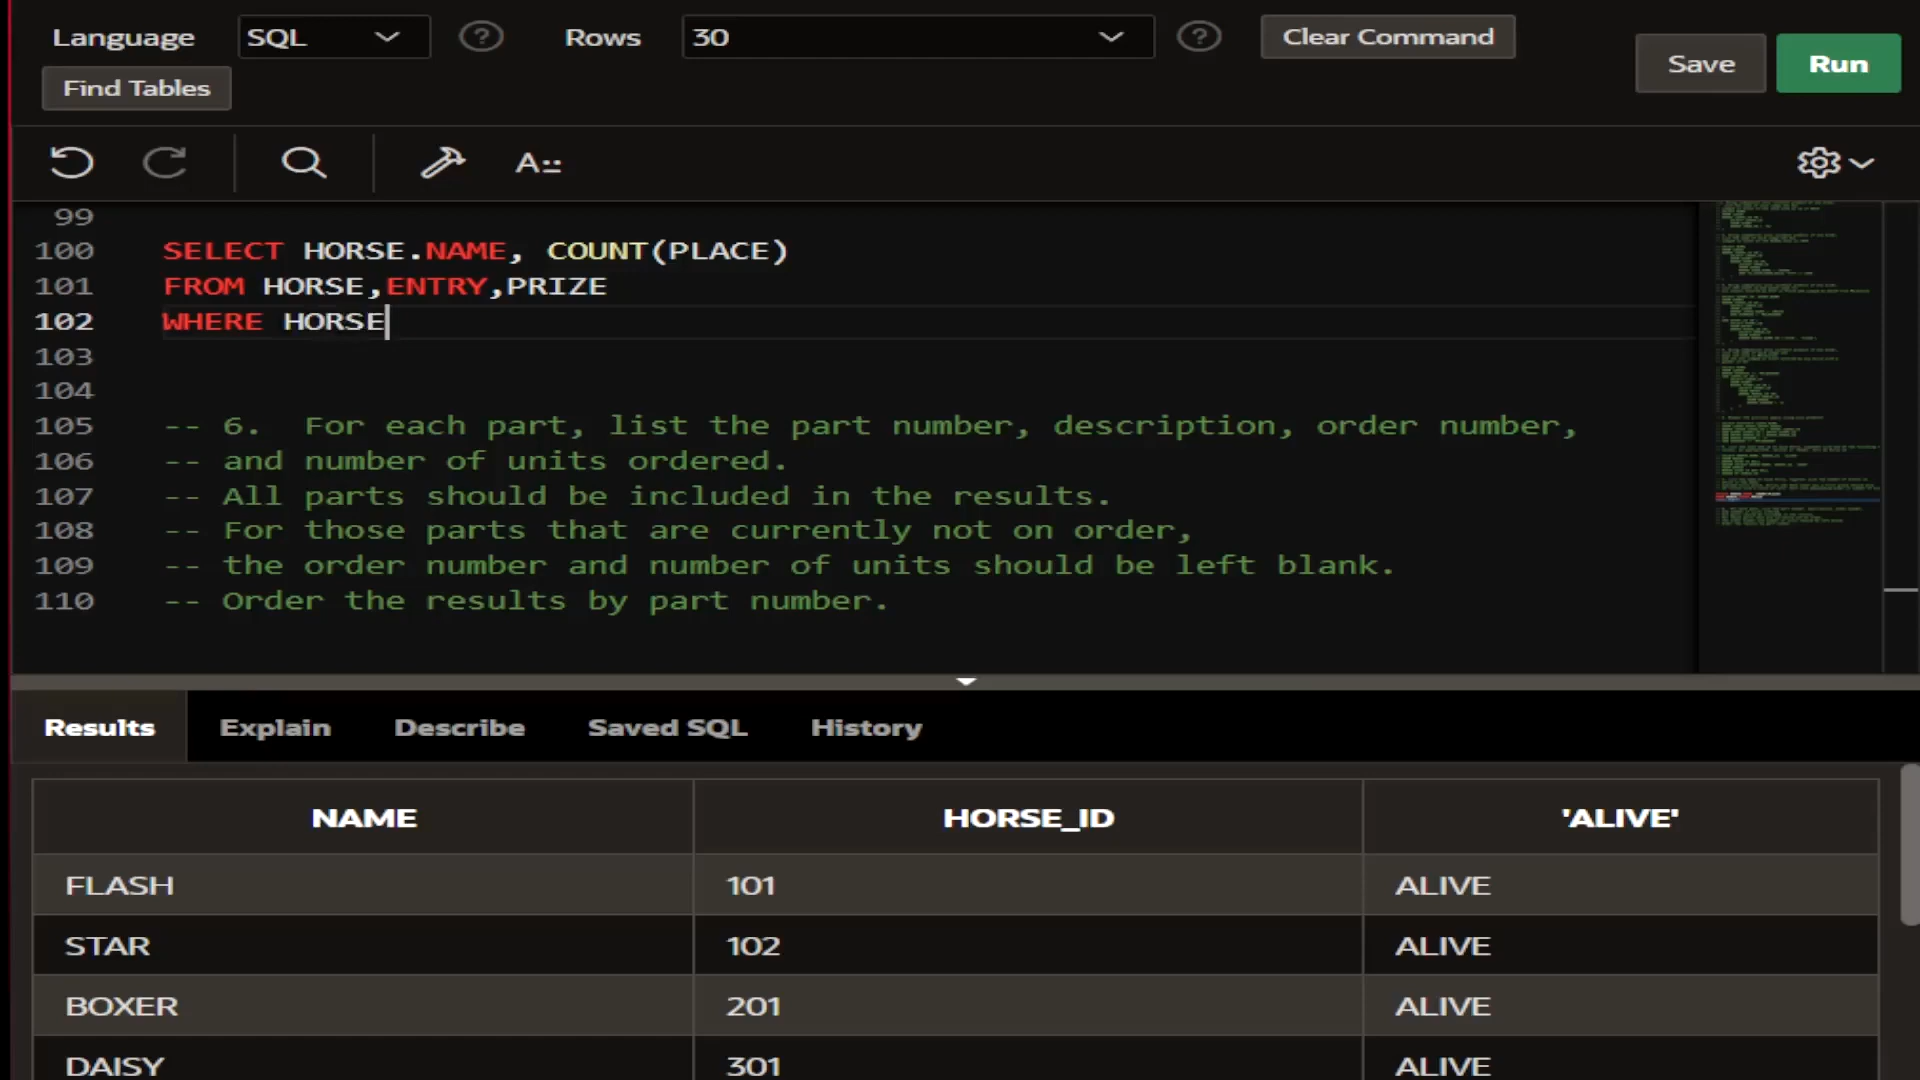 Language SQL ? Rows 30 ? Clear Command Save Run
Find Tables
A
99
100 SELECT HORSE.NAME, COUNT(PLACE)
101 FROM HORSE,ENTRY,PRIZE
102 WHERE HORSE
103
104
105 -- 6. For each part, list the part number, description, order number,
106 -- and number of units ordered.
107 -- All parts should be included in the results.
108 -- For those parts that are currently not on order,
109 -- the order number and number of units should be left blank.
110 -- Order the results by part number.
Results Explain Describe Saved SQL History
NAME HORSE_ID 'ALIVE'
FLASH 101 ALIVE
STAR 102 ALIVE
BOXER 201 ALIVE
DAISY 301 ALIVE